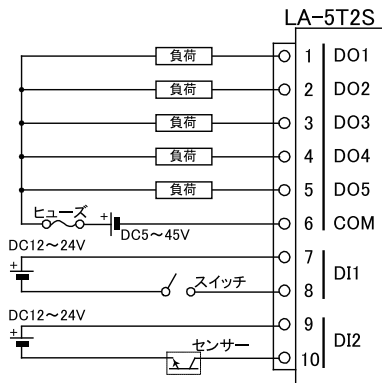 LA-5T2S
負荷 1 DO1
負荷 2 DO2
負荷 3 DO3
負荷 4 DO4
負荷 5 DO5
ヒューズ + DC5～45V 6 COM
DC12～24V
+ 7
DI1
スイッチ 8
DC12～24V
+ 9
DI2
センサー 10